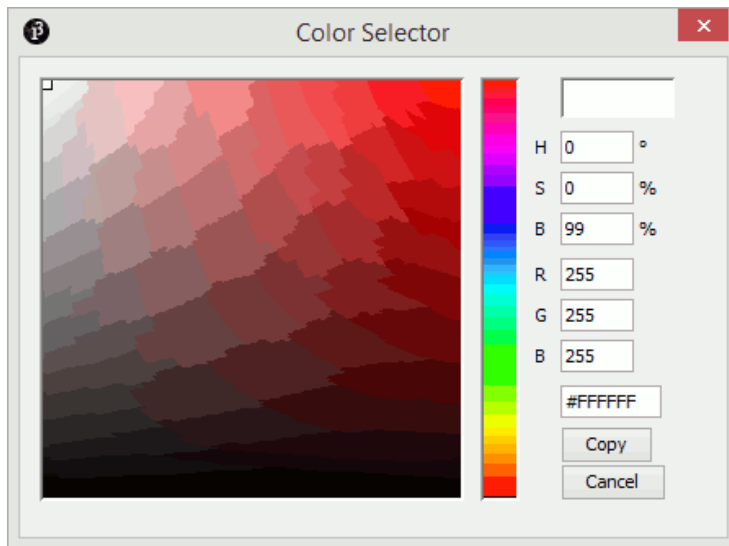 Color Selector
H 0 °
S 0 %
B 99 %
R 255
G 255
B 255
#FFFFFF
Copy
Cancel